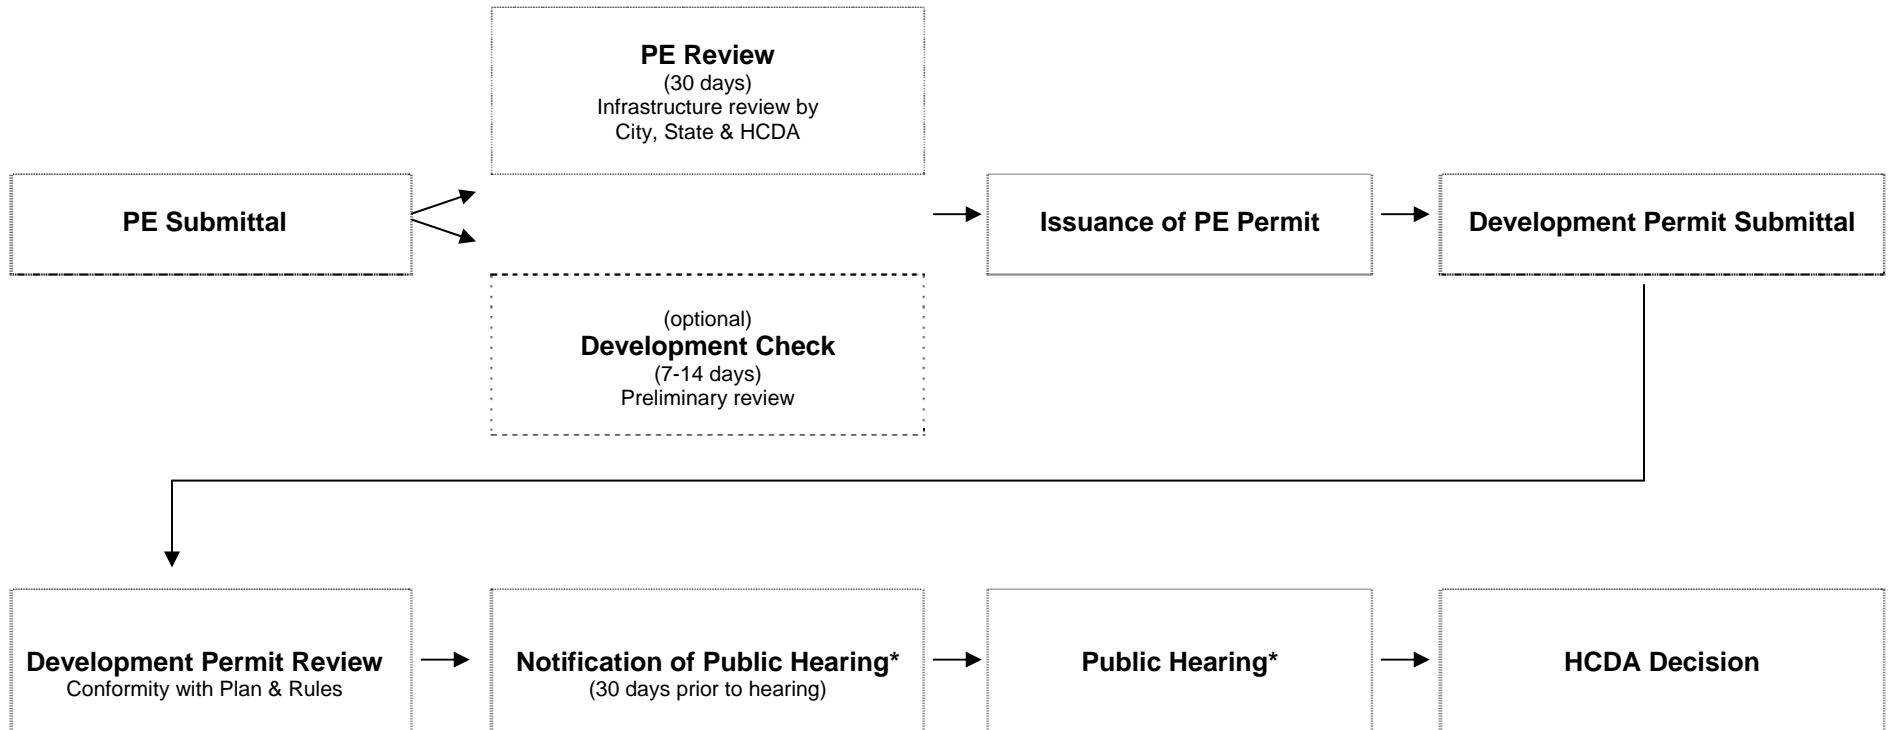 PE Review
(30 days)
Infrastructure review by
City, State & HCDA
PE Submittal
(optional)
Development Check
(7-14 days)
Preliminary review
Issuance of PE Permit
Development Permit Submittal
Development Permit Review
Conformity with Plan & Rules
Notification of Public Hearing*
(30 days prior to hearing)
Public Hearing*
HCDA Decision